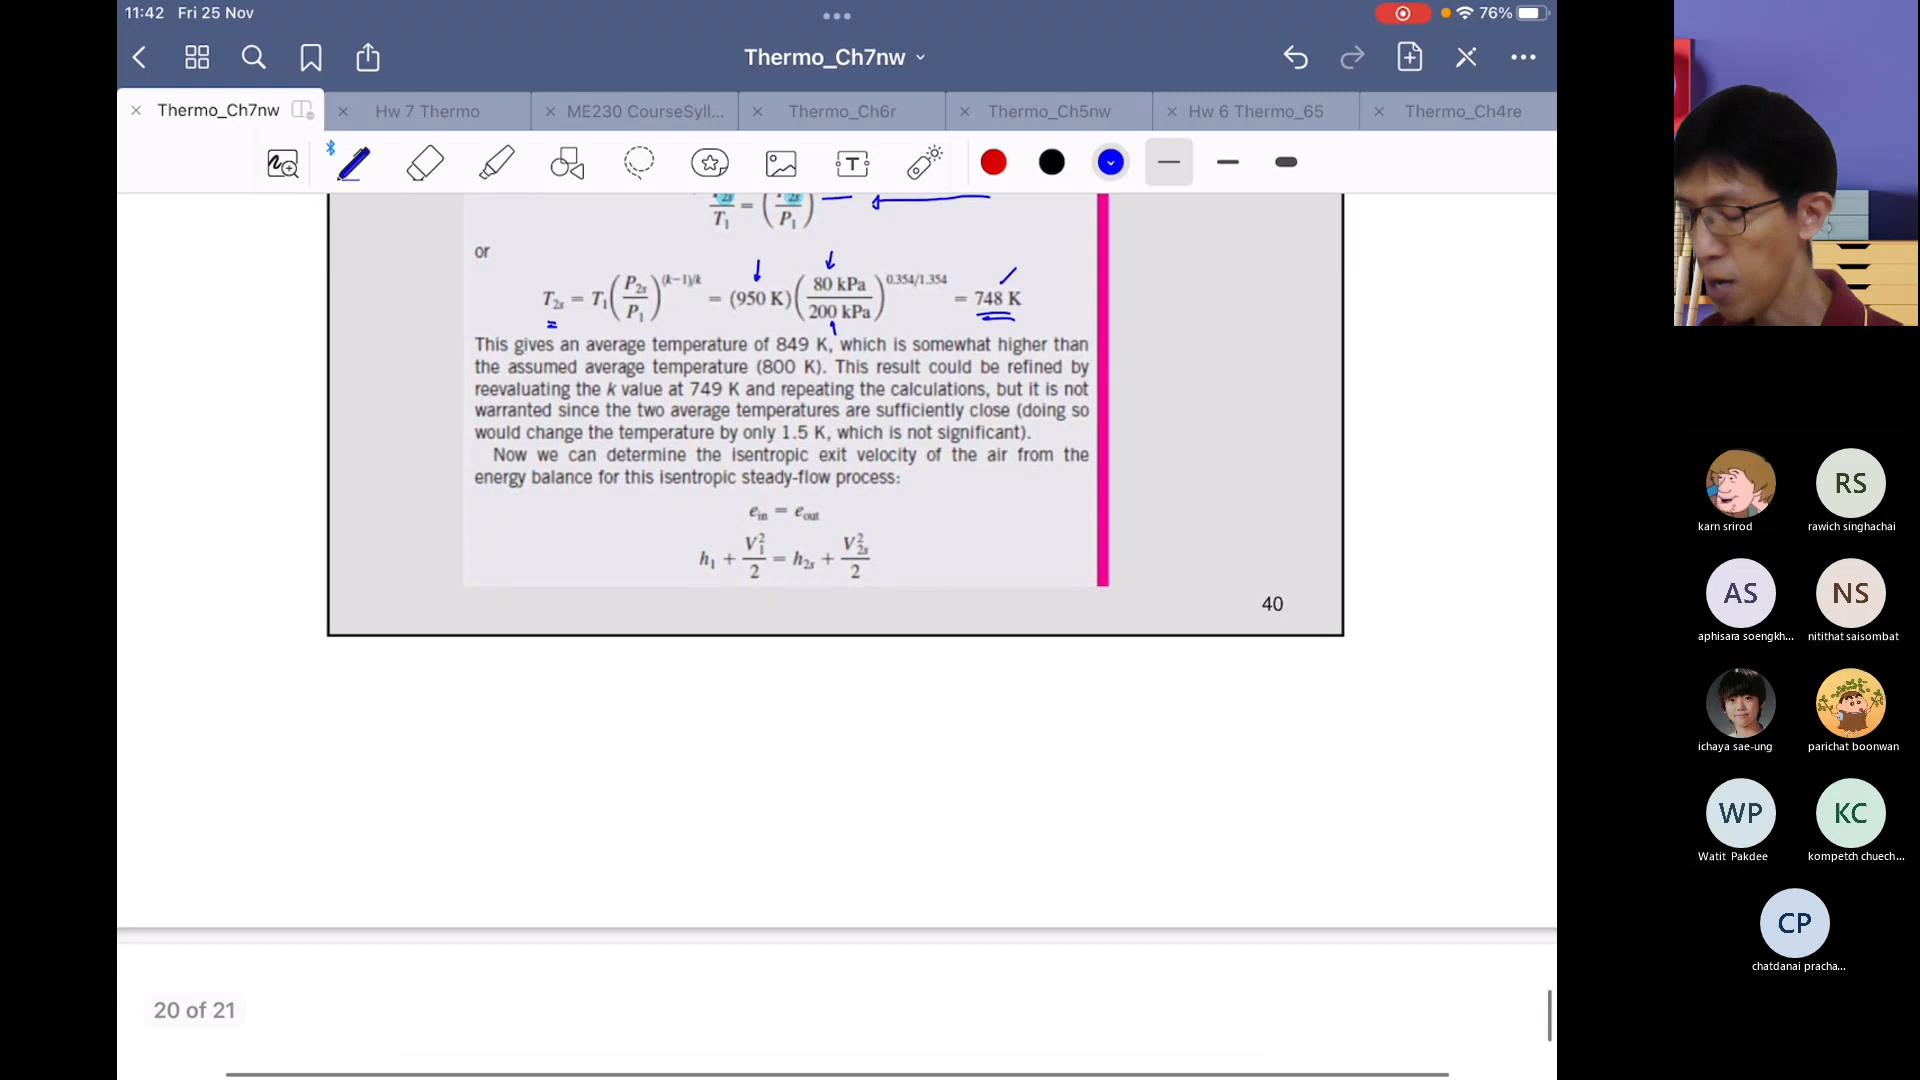 11:42 Fri 25 Nov
76%
Thermo_Ch7nw
Thermo_Ch7nw
Hw 7 Thermo
ME230 CourseSyll...
Thermo_Ch6r
Thermo_Ch5nw
Hw 6 Thermo_65
Thermo_Ch4re
T
T₁ = ( P₁ )
or
T₂ₛ = T₁(P₂ₛ/P₁)^(k−1)/k = (950 K)(80 kPa/200 kPa)^0.354/1.354 = 748 K
This gives an average temperature of 849 K, which is somewhat higher than
the assumed average temperature (800 K). This result could be refined by
reevaluating the k value at 749 K and repeating the calculations, but it is not
warranted since the two average temperatures are sufficiently close (doing so
would change the temperature by only 1.5 K, which is not significant).
Now we can determine the isentropic exit velocity of the air from the
energy balance for this isentropic steady-flow process:
e_in = e_out
h₁ + V₁²/2 = h₂ₛ + V₂ₛ²/2
40
20 of 21
karn srirod
RS
rawich singhachai
AS
aphisara soengkh...
NS
nitithat saisombat
ichaya sae-ung
parichat boonwan
WP
Watit Pakdee
KC
kompetch chuech...
CP
chatdanai pracha...